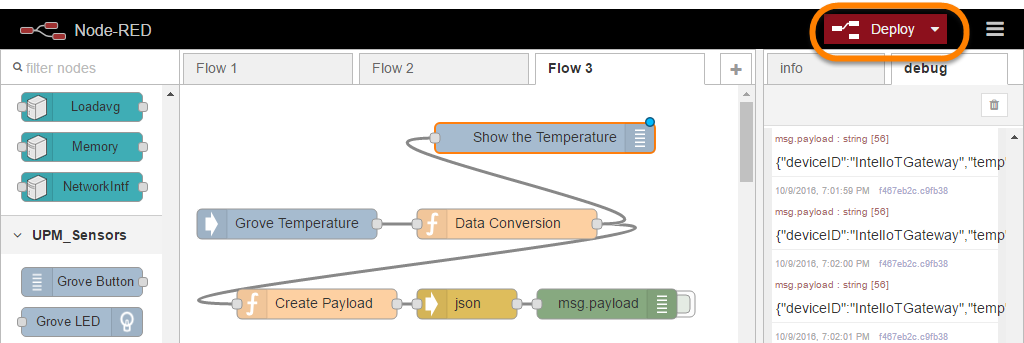 Node-RED
Deploy
filter nodes
Flow 1
Flow 2
Flow 3
+
info
debug
Loadavg
Memory
NetworkIntf
UPM_Sensors
Grove Button
Grove LED
Show the Temperature
Grove Temperature
f
Data Conversion
f
Create Payload
json
msg.payload
msg.payload : string [56]
{"deviceID":"IntelIoTGateway","temp
10/9/2016, 7:01:59 PM f467eb2c.c9fb38
msg.payload : string [56]
{"deviceID":"IntelIoTGateway","temp
10/9/2016, 7:02:00 PM f467eb2c.c9fb38
msg.payload : string [56]
{"deviceID":"IntelIoTGateway","temp
10/9/2016, 7:02:01 PM f467eb2c.c9fb38